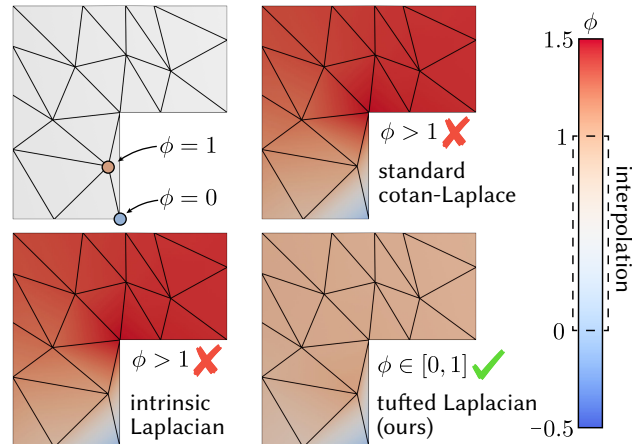 ϕ = 1
ϕ = 0
ϕ > 1 ✘
standard
cotan-Laplace
ϕ > 1 ✘
intrinsic
Laplacian
ϕ ∈ [0, 1] ✓
tufted Laplacian
(ours)
ϕ
1.5
1
0
-0.5
interpolation